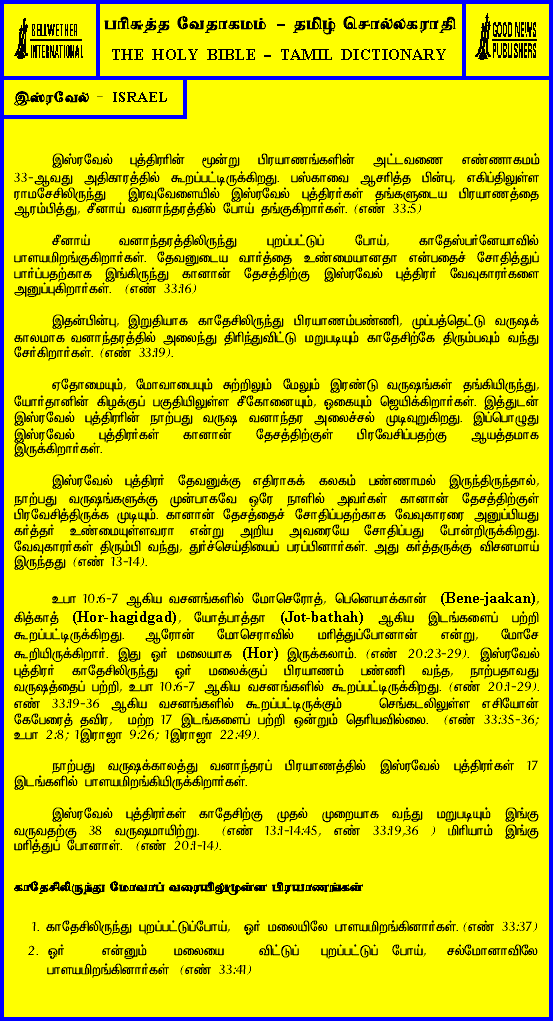 BELLWETHER
INTERNATIONAL
பரிசுத்த வேதாகமம் – தமிழ் சொல்லகராதி
THE HOLY BIBLE – TAMIL DICTIONARY
GOOD NEWS
PUBLISHERS
இஸ்ரவேல் – ISRAEL
இஸ்ரவேல் புத்திரரின் மூன்று பிரயாணங்களின் அட்டவணை எண்ணாகமம்
33-ஆவது அதிகாரத்தில் கூறப்பட்டிருக்கிறது. பஸ்காவை ஆசரித்த பின்பு, எகிப்திலுள்ள
ராமசேசிலிருந்து இரவுவேளையில் இஸ்ரவேல் புத்திரர்கள் தங்களுடைய பிரயாணத்தை
ஆரம்பித்து, சீனாய் வனாந்தரத்தில் போய் தங்குகிறார்கள். (எண் 33:5)
சீனாய் வனாந்தரத்திலிருந்து புறப்பட்டுப் போய், காதேஸ்பர்னேயாவில்
பாளயமிறங்குகிறார்கள். தேவனுடைய வார்த்தை உண்மையானதா என்பதைச் சோதித்துப்
பார்ப்பதற்காக இங்கிருந்து கானான் தேசத்திற்கு இஸ்ரவேல் புத்திரர் வேவுகாரர்களை
அனுப்புகிறார்கள். (எண் 33:16)
இதன்பின்பு, இறுதியாக காதேசிலிருந்து பிரயாணம்பண்ணி, முப்பத்தெட்டு வருஷக்
காலமாக வனாந்தரத்தில் அலைந்து திரிந்துவிட்டு மறுபடியும் காதேசிற்கே திரும்பவும் வந்து
சேர்கிறார்கள். (எண் 33:19).
ஏதோமையும், மோவாபையும் சுற்றிலும் மேலும் இரண்டு வருஷங்கள் தங்கியிருந்து,
யோர்தானின் கிழக்குப் பகுதியிலுள்ள சீகோனையும், ஓகையும் ஜெயிக்கிறார்கள். இத்துடன்
இஸ்ரவேல் புத்திரரின் நாற்பது வருஷ வனாந்தர அலைச்சல் முடிவுறுகிறது. இப்பொழுது
இஸ்ரவேல் புத்திரர்கள் கானான் தேசத்திற்குள் பிரவேசிப்பதற்கு ஆயத்தமாக
இருக்கிறார்கள்.
இஸ்ரவேல் புத்திரர் தேவனுக்கு எதிராகக் கலகம் பண்ணாமல் இருந்திருந்தால்,
நாற்பது வருஷங்களுக்கு முன்பாகவே ஒரே நாளில் அவர்கள் கானான் தேசத்திற்குள்
பிரவேசித்திருக்க முடியும். கானான் தேசத்தைச் சோதிப்பதற்காக வேவுகாரரை அனுப்பியது
கர்த்தர் உண்மையுள்ளவரா என்று அறிய அவரையே சோதிப்பது போன்றிருக்கிறது.
வேவுகாரர்கள் திரும்பி வந்து, துர்ச்செய்தியைப் பரப்பினார்கள். அது கர்த்தருக்கு விசனமாய்
இருந்தது (எண் 13-14).
உபா 10:6-7 ஆகிய வசனங்களில் மோசெரோத், பெனெயாக்கான் (Bene-jaakan),
கித்காத் (Hor-hagidgad), யோத்பாத்தா (Jot-bathah) ஆகிய இடங்களைப் பற்றி
கூறப்பட்டிருக்கிறது. ஆரோன் மோசெராவில் மரித்துப்போனான் என்று, மோசே
கூறியிருக்கிறார். இது ஓர் மலையாக (Hor) இருக்கலாம். (எண் 20:23-29). இஸ்ரவேல்
புத்திரர் காதேசிலிருந்து ஓர் மலைக்குப் பிரயாணம் பண்ணி வந்த, நாற்பதாவது
வருஷத்தைப் பற்றி, உபா 10:6-7 ஆகிய வசனங்களில் கூறப்பட்டிருக்கிறது. (எண் 20:1-29).
எண் 33:19-36 ஆகிய வசனங்களில் கூறப்பட்டிருக்கும் செங்கடலிலுள்ள எசியோன்
கேபேரைத் தவிர, மற்ற 17 இடங்களைப் பற்றி ஒன்றும் தெரியவில்லை. (எண் 33:35-36;
உபா 2:8; 1இராஜா 9:26; 1இராஜா 22:49).
நாற்பது வருஷக்காலத்து வனாந்தரப் பிரயாணத்தில் இஸ்ரவேல் புத்திரர்கள் 17
இடங்களில் பாளயமிறங்கியிருக்கிறார்கள்.
இஸ்ரவேல் புத்திரர்கள் காதேசிற்கு முதல் முறையாக வந்து மறுபடியும் இங்கு
வருவதற்கு 38 வருஷமாயிற்று. (எண் 13:1-14:45, எண் 33:19,36 ) மிரியாம் இங்கு
மரித்துப் போனாள். (எண் 20:1-14).
காதேசிலிருந்து மோவாப் வரையிலுமுள்ள பிரயாணங்கள்
1. காதேசிலிருந்து புறப்பட்டுப்போய், ஓர் மலையிலே பாளயமிறங்கினார்கள். (எண் 33:37)
2. ஓர் என்னும் மலையை விட்டுப் புறப்பட்டுப் போய், சல்மோனாவிலே
பாளயமிறங்கினார்கள் (எண் 33:41)